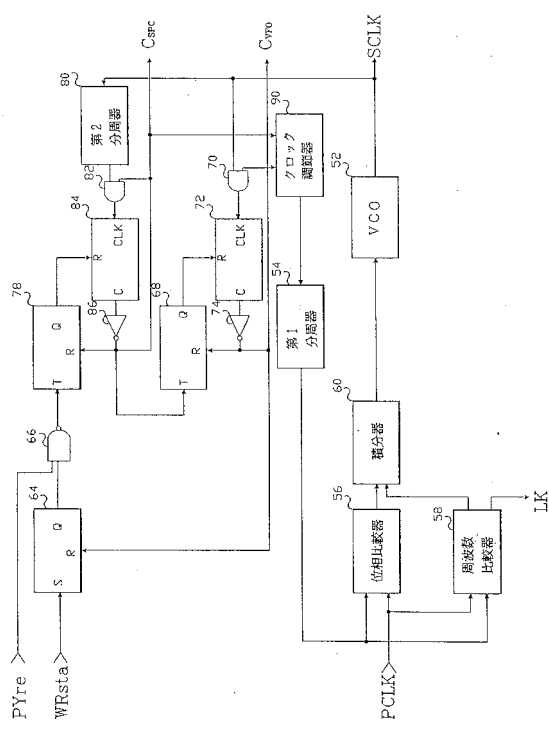 PYre
WRsta
64
S
Q
R
66
78
T
Q
R
80
第2
分周器
82
84
R
CLK
C
86
CSPC
68
T
Q
R
70
72
R
CLK
C
74
CVFO
90
クロック
調節器
54
第1
分周器
PCLK
56
位相比較器
58
周波数
比較器
LK
60
積分器
52
VCO
SCLK